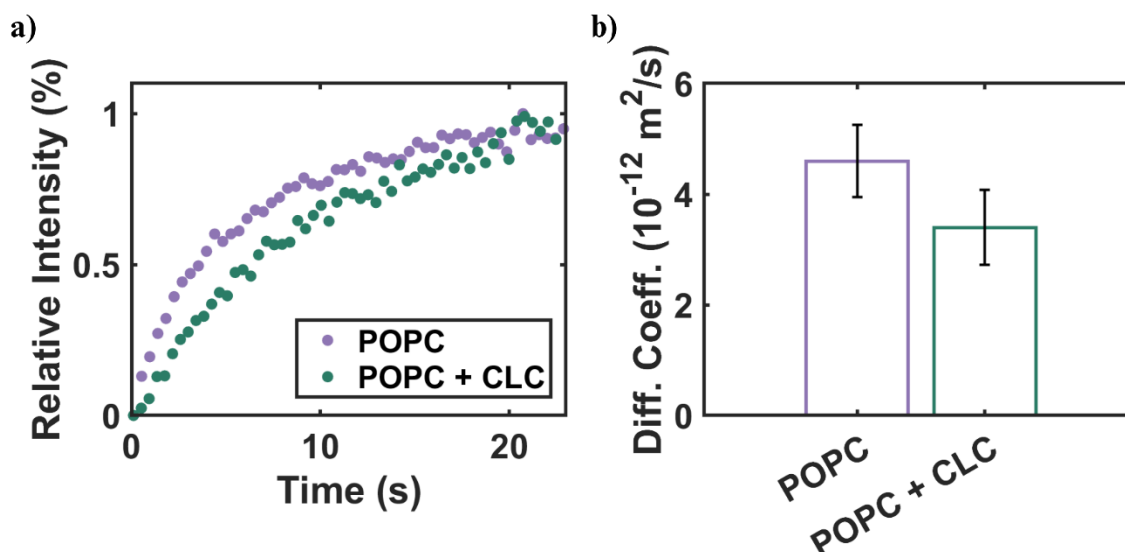 a)
Relative Intensity (%)
1
0.5
0
0
10
20
Time (s)
POPC
POPC + CLC
b)
Diff. Coeff. (10⁻¹² m²/s)
6
4
2
0
POPC
POPC + CLC